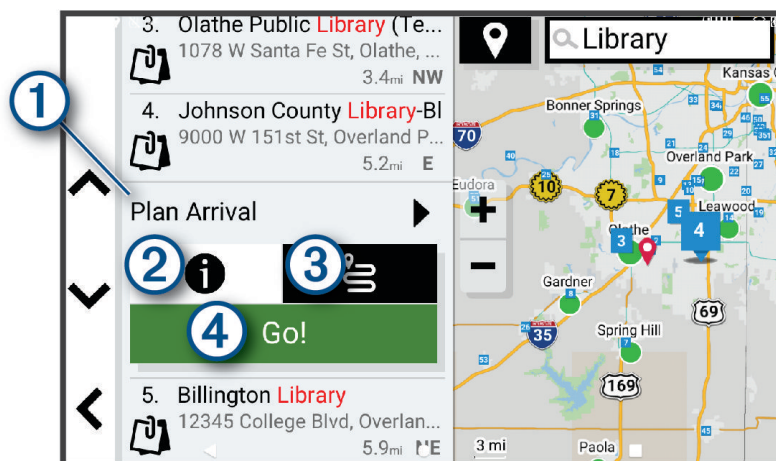 3. Olathe Public Library (Te...
1078 W Santa Fe St, Olathe, ...
3.4mi NW
4. Johnson County Library-Bl
9000 W 151st St, Overland P...
5.2mi E
1
Plan Arrival
2
3
4
Go!
5. Billington Library
12345 College Blvd, Overlan...
5.9mi NE
Library
Kansas
Bonner Springs
70
Overland Park
Eudora
10
7
Leawood
5
4
+
Olathe
3
−
Gardner
69
35
Spring Hill
169
3 mi
Paola